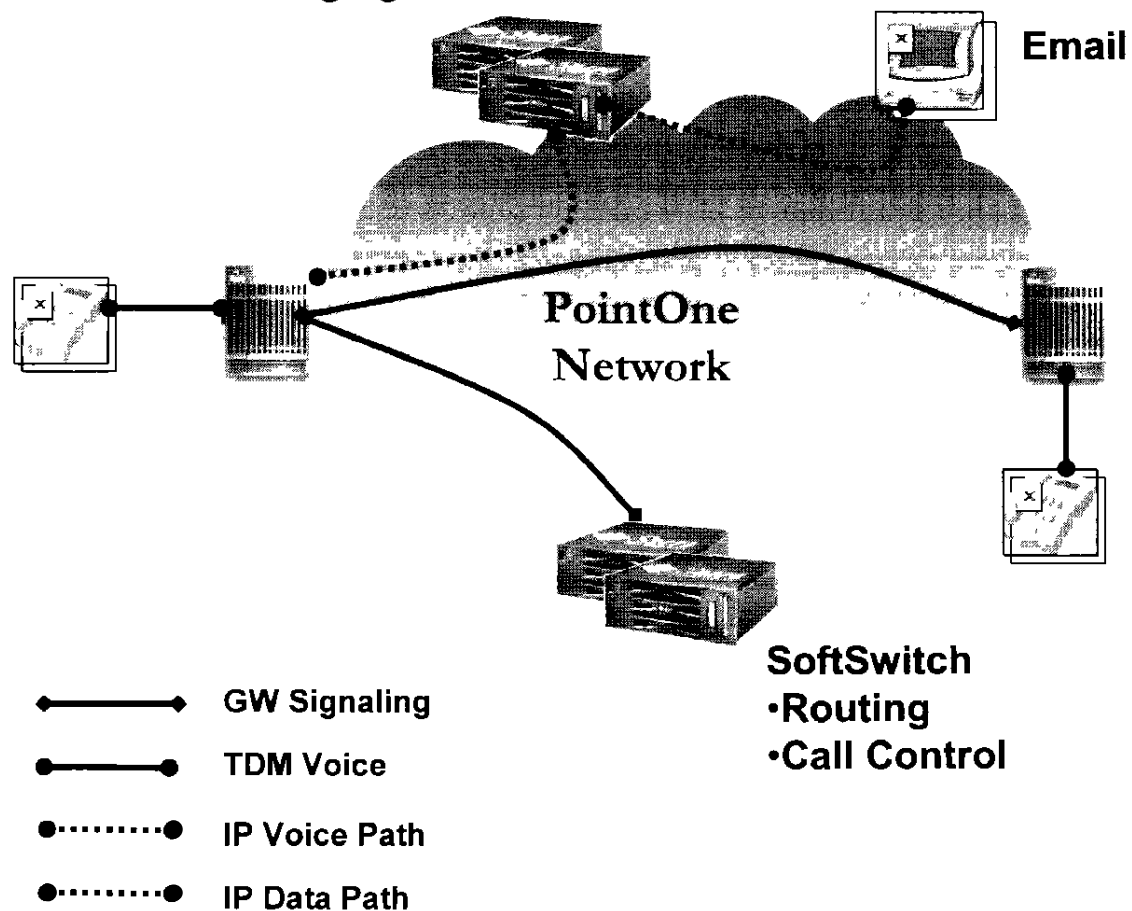 Email
PointOne
Network
SoftSwitch
•Routing
•Call Control
GW Signaling
TDM Voice
IP Voice Path
IP Data Path